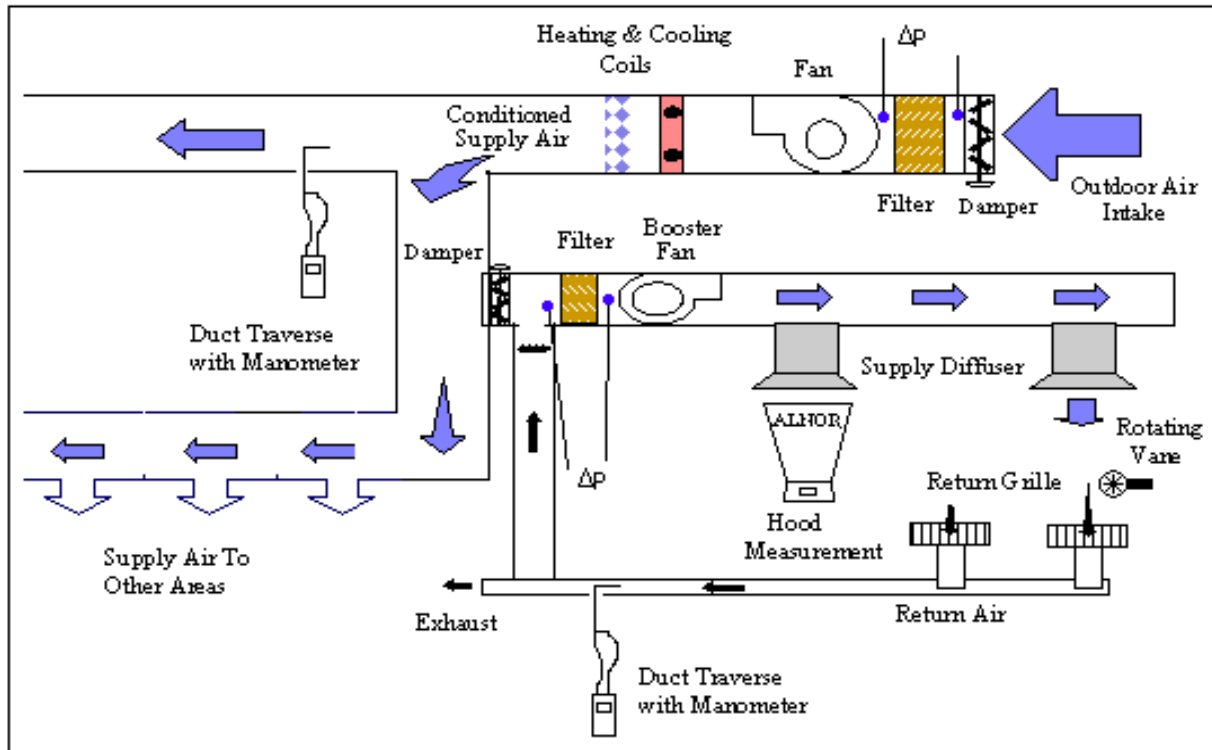 Heating & Cooling
Coils
Δp
Fan
Conditioned
Supply Air
Outdoor Air
Intake
Filter
Damper
Damper
Filter
Booster
Fan
Duct Traverse
with Manometer
Supply Diffuser
ALNOR
Rotating
Vane
Δp
Return Grille
Hood
Measurement
Supply Air To
Other Areas
Exhaust
Return Air
Duct Traverse
with Manometer